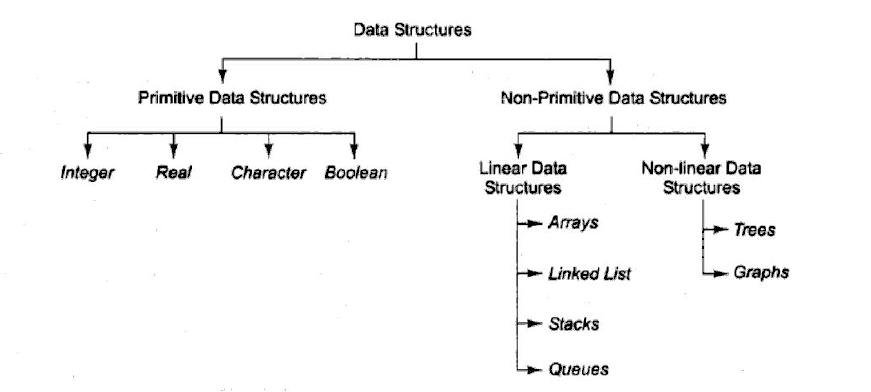 Data Structures
Primitive Data Structures
Non-Primitive Data Structures
Integer
Real
Character
Boolean
Linear Data
Structures
Non-linear Data
Structures
Arrays
Linked List
Stacks
Queues
Trees
Graphs